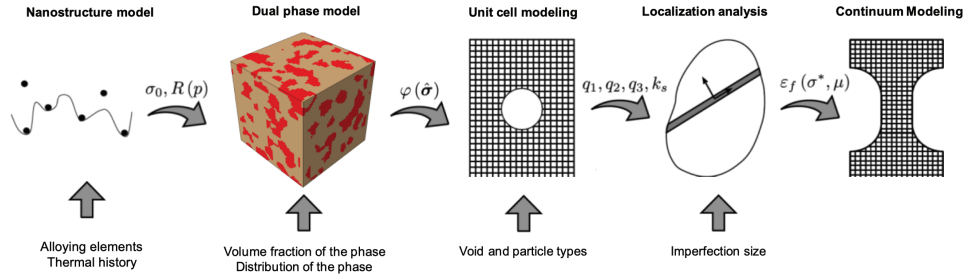 Nanostructure model
Dual phase model
Unit cell modeling
Localization analysis
Continuum Modeling
σ₀, R (p)
φ (σ̂)
q₁, q₂, q₃, kₛ
ε_f (σ*, μ)
Alloying elements
Thermal history
Volume fraction of the phase
Distribution of the phase
Void and particle types
Imperfection size